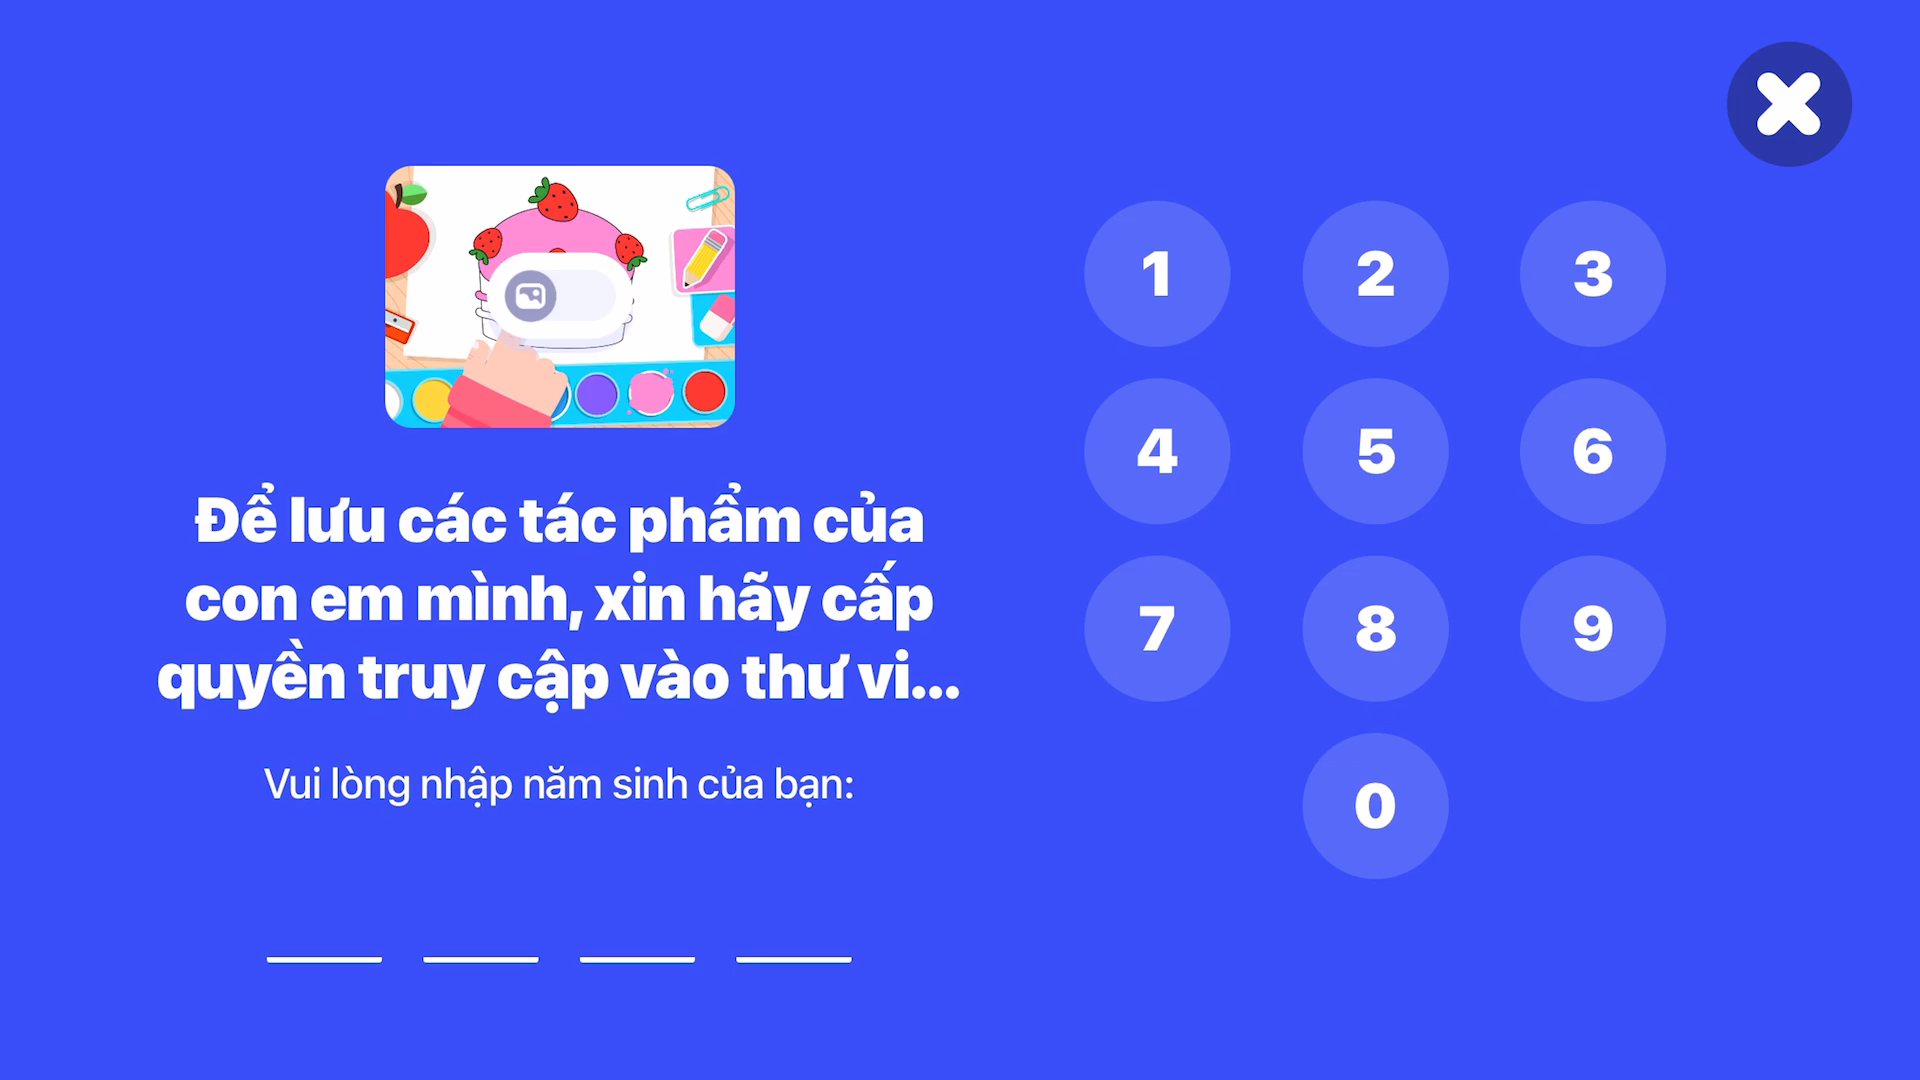 Để lưu các tác phẩm của
con em mình, xin hãy cấp
quyền truy cập vào thư vi...
Vui lòng nhập năm sinh của bạn:
1 2 3
4 5 6
7 8 9
0